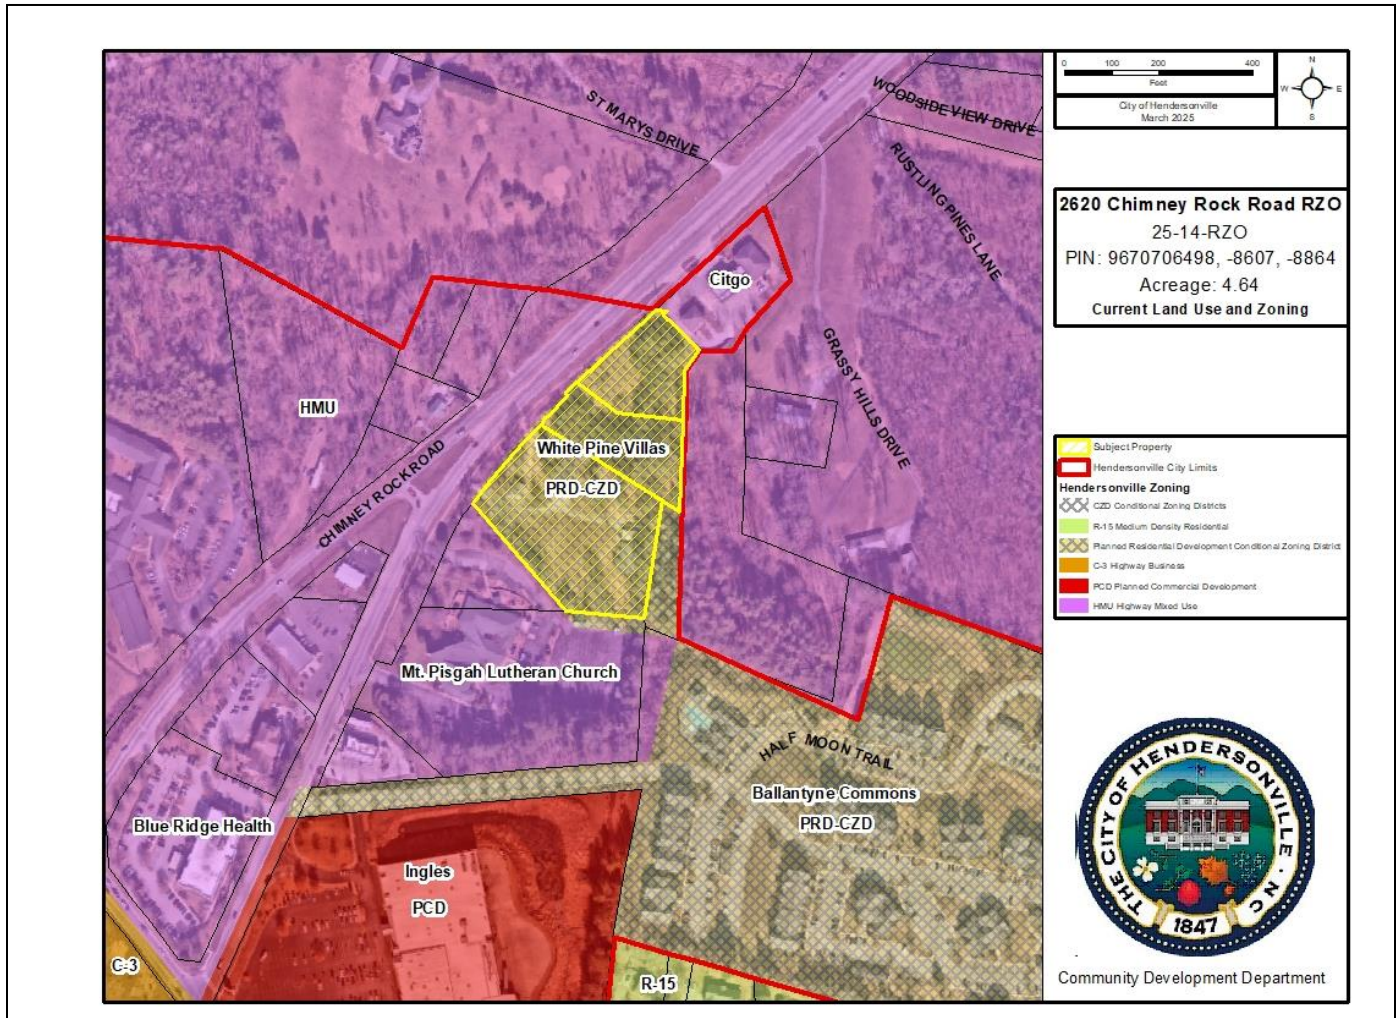 ST MARYS DRIVE
WOODSIDE VIEW DRIVE
RUSTLING PINES LANE
Citgo
GRASSY HILLS DRIVE
HMU
CHIMNEY ROCK ROAD
White Pine Villas
PRD-CZD
Mt. Pisgah Lutheran Church
HALF MOON TRAIL
Ballantyne Commons
PRD-CZD
Blue Ridge Health
Ingles
PCD
C-3
R-15
0 100 200 400
Feet
City of Hendersonville
March 2025
N
W E
S
2620 Chimney Rock Road RZO
25-14-RZO
PIN: 9670706498, -8607, -8864
Acreage: 4.64
Current Land Use and Zoning
Subject Property
Hendersonville City Limits
Hendersonville Zoning
CZD Conditional Zoning Districts
R-15 Medium Density Residential
Planned Residential Development Conditional Zoning District
C-3 Highway Business
PCD Planned Commercial Development
HMU Highway Mixed Use
THE CITY OF HENDERSONVILLE · NC
1847
Community Development Department